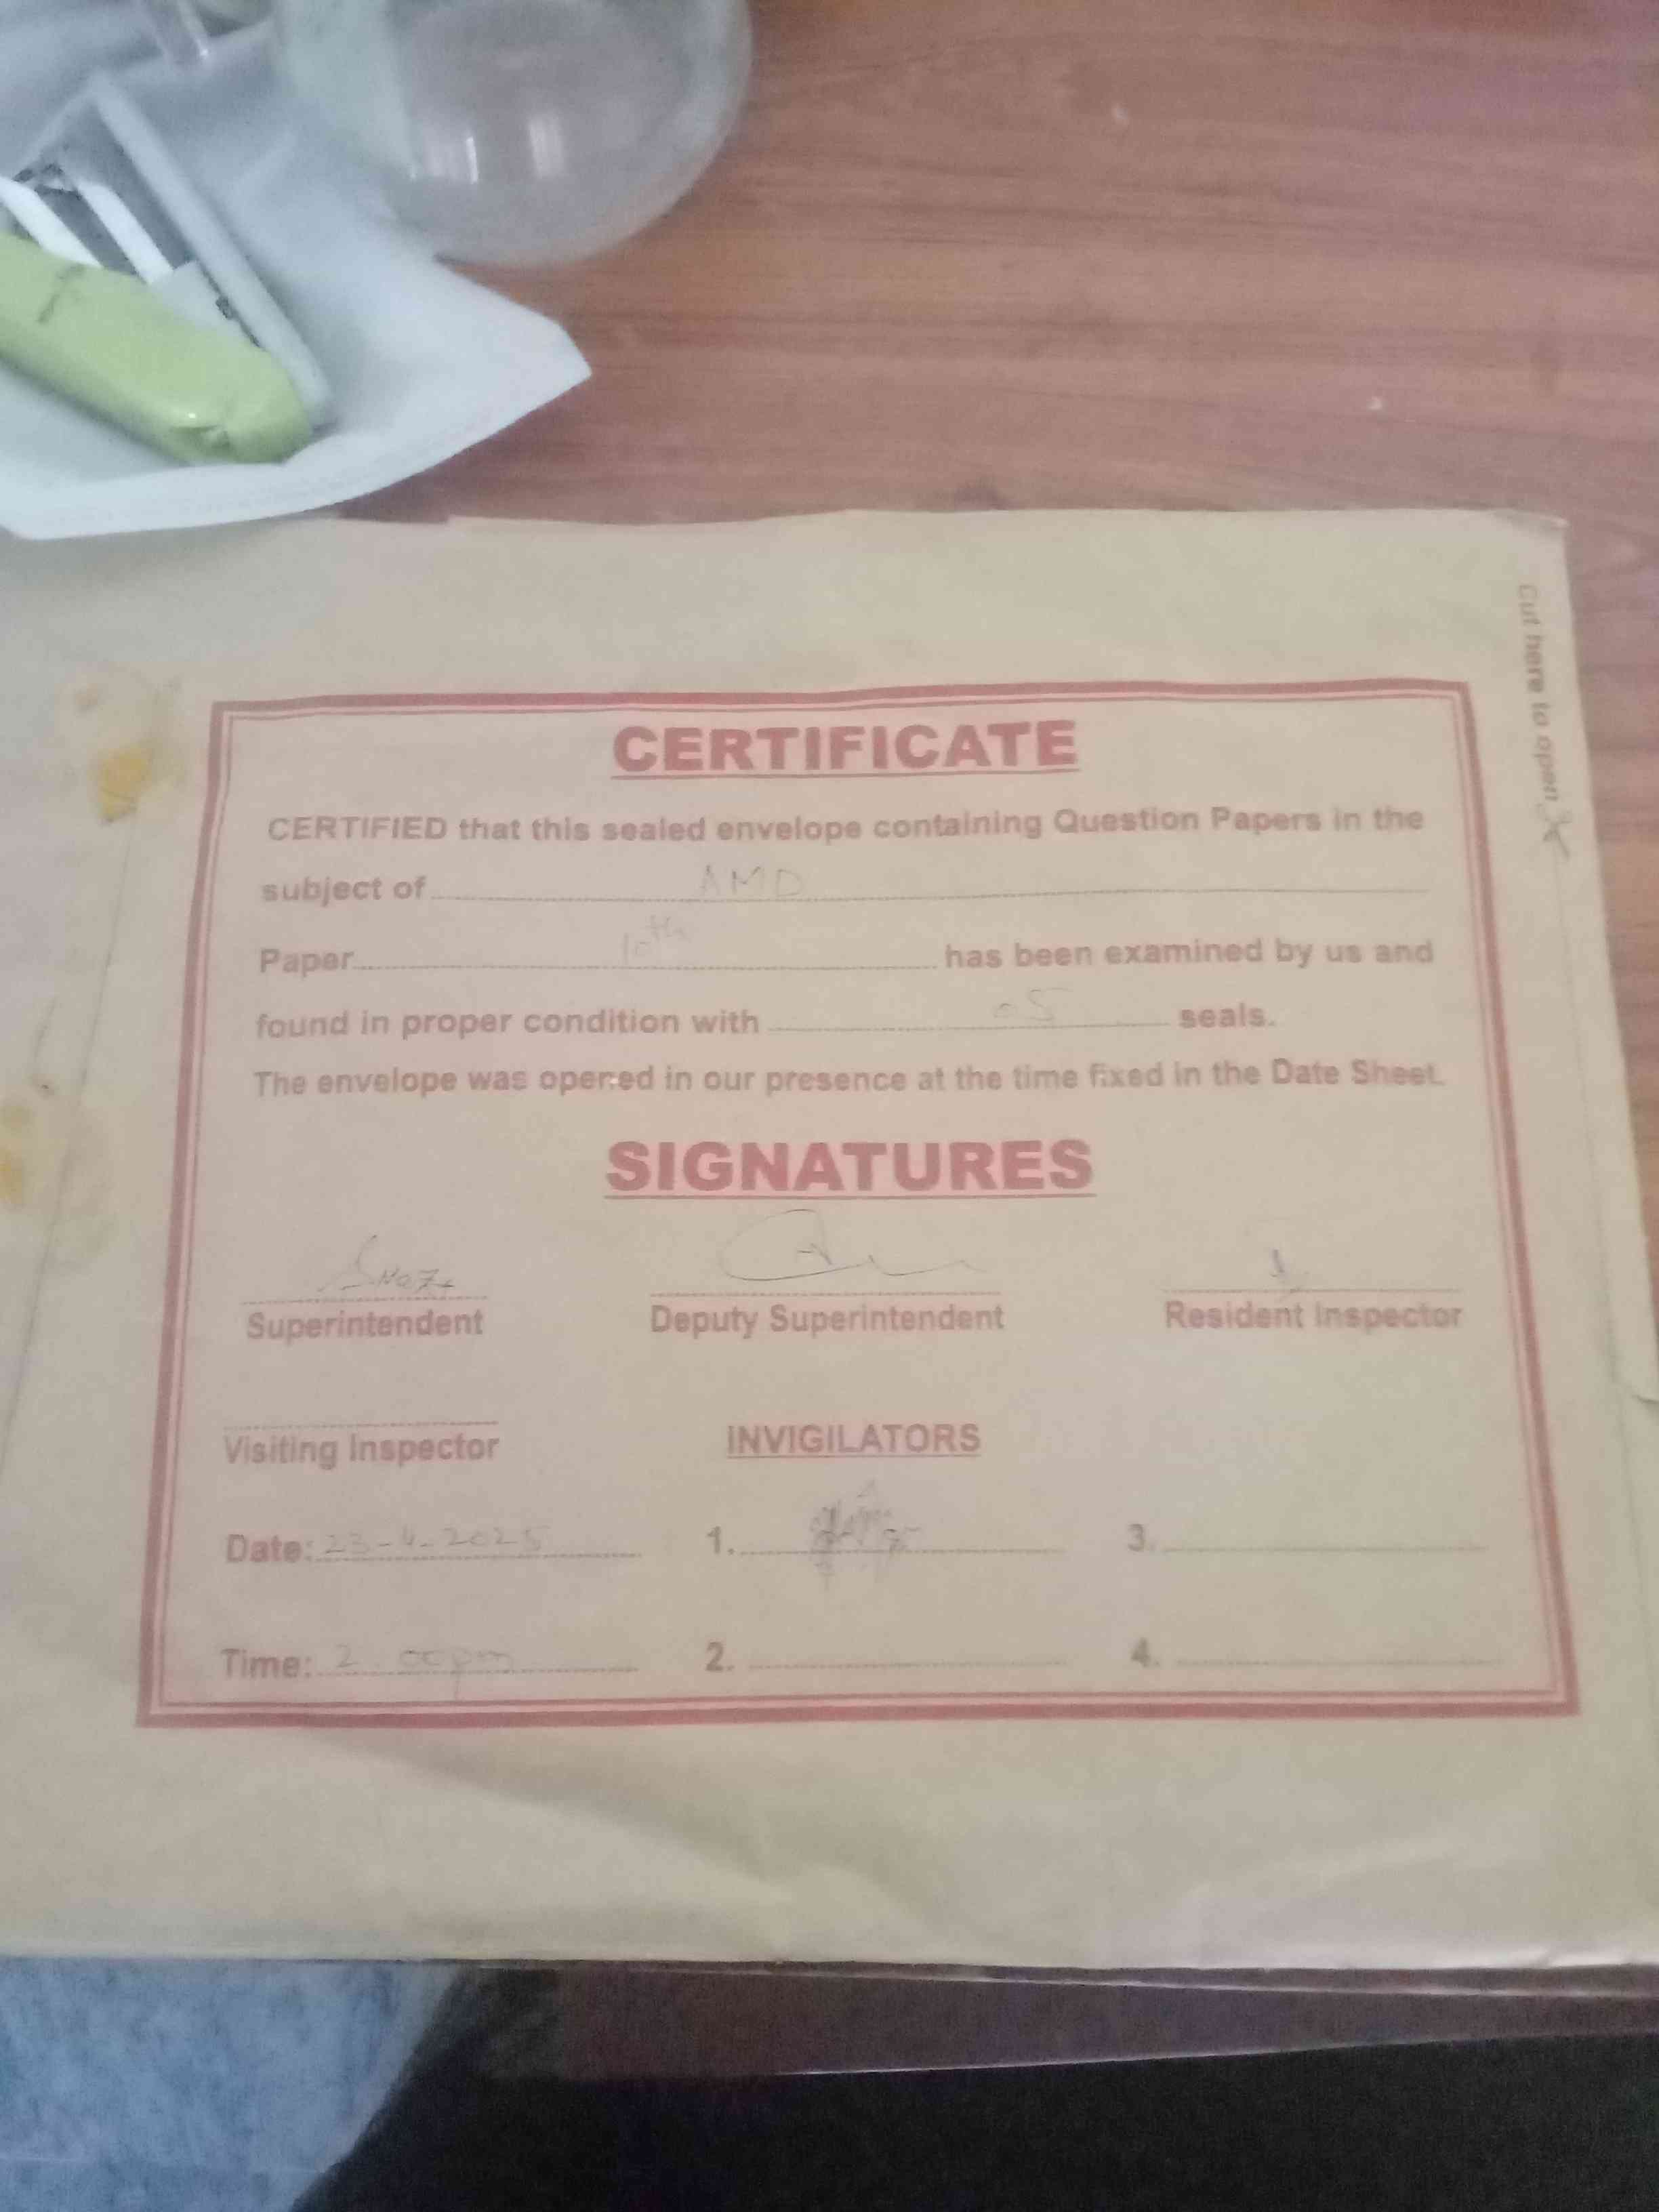 Cut here to open
CERTIFICATE
CERTIFIED that this sealed envelope containing Question Papers in the
subject of AMD
Paper 10th has been examined by us and
found in proper condition with 05 seals.
The envelope was opened in our presence at the time fixed in the Date Sheet.
SIGNATURES
Superintendent Deputy Superintendent Resident Inspector
Visiting Inspector INVIGILATORS
Date: 23-4-2025 1. 3.
Time: 2.00pm 2. 4.